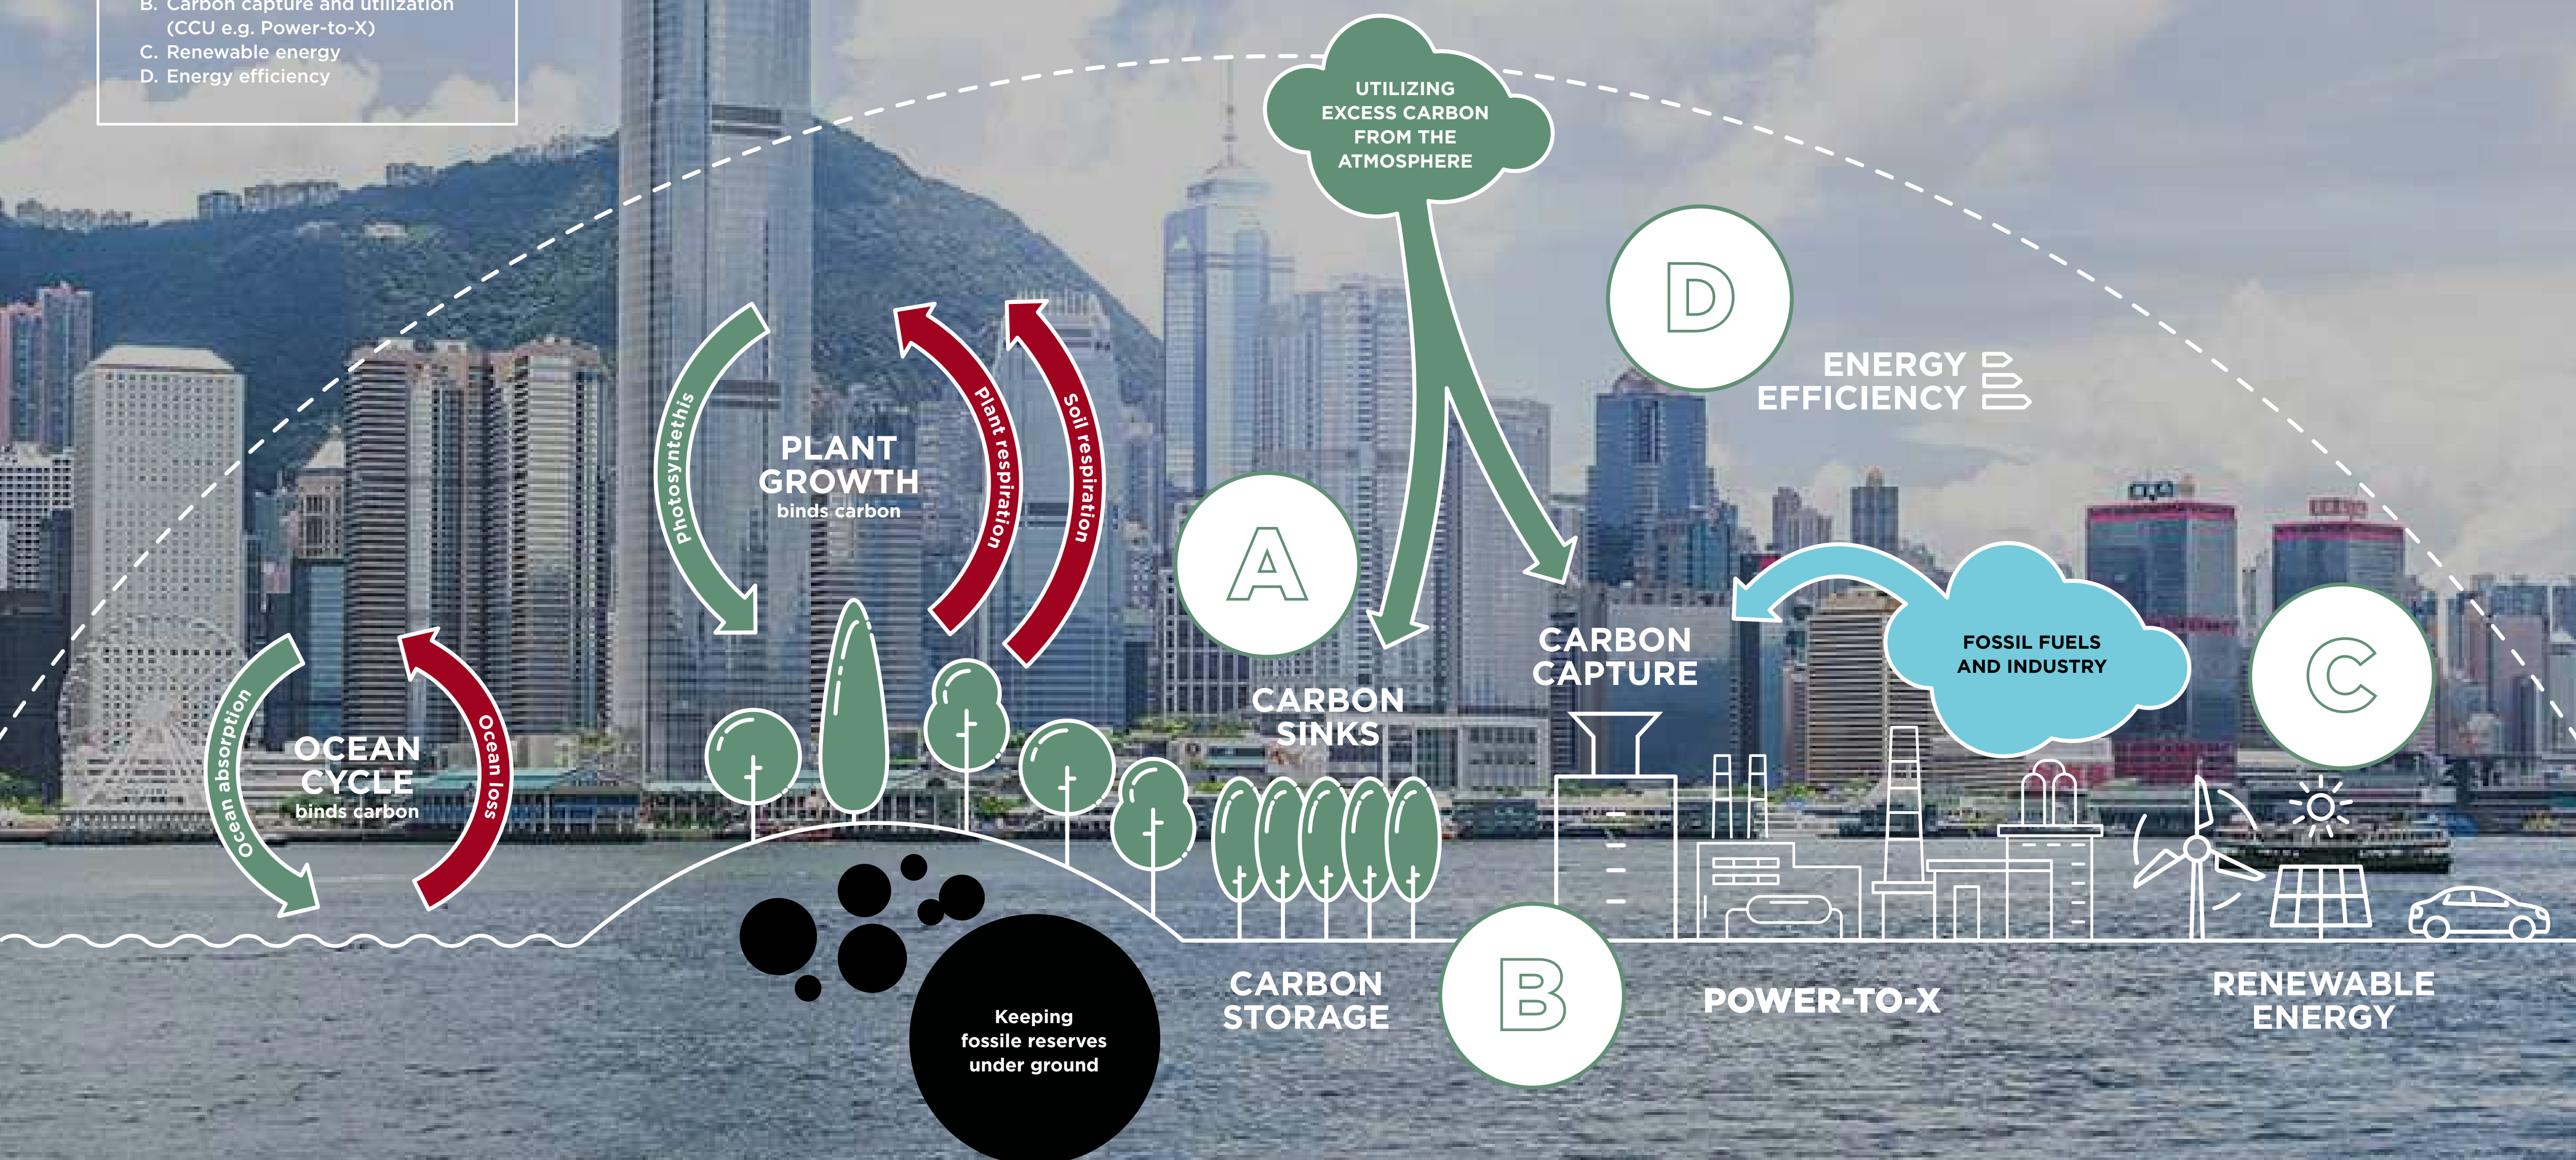 B. Carbon capture and utilization
(CCU e.g. Power-to-X)
C. Renewable energy
D. Energy efficiency
UTILIZING
EXCESS CARBON
FROM THE
ATMOSPHERE
D
ENERGY
EFFICIENCY
Photosyntethis
PLANT
GROWTH
binds carbon
Plant respiration
Soil respiration
A
CARBON
SINKS
CARBON
CAPTURE
FOSSIL FUELS
AND INDUSTRY
C
Ocean absorption
OCEAN
CYCLE
binds carbon
Ocean loss
Keeping
fossile reserves
under ground
CARBON
STORAGE
B
POWER-TO-X
RENEWABLE
ENERGY